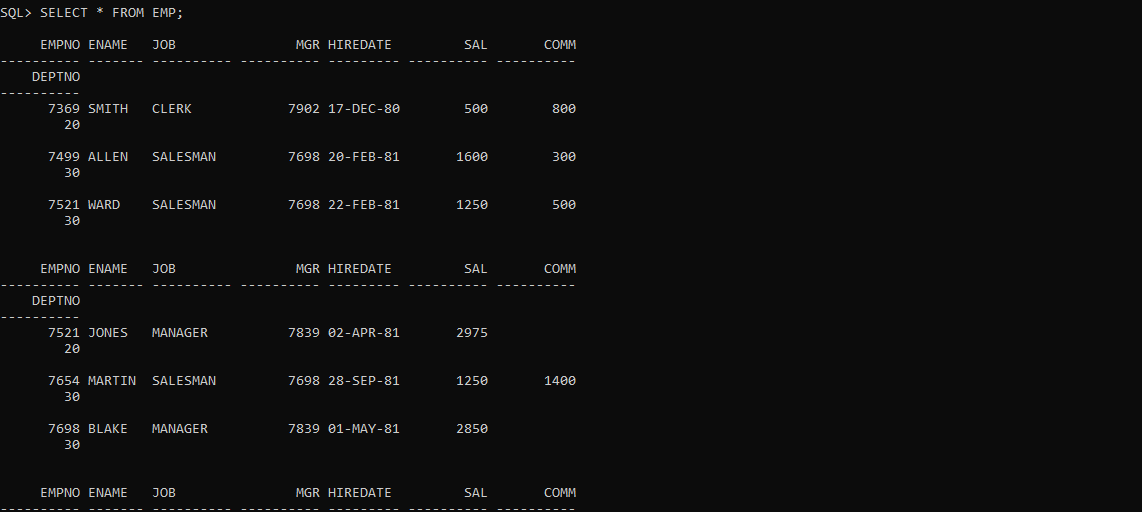 SQL> SELECT * FROM EMP;
     EMPNO ENAME   JOB               MGR HIREDATE         SAL       COMM
---------- ------- ---------- ---------- --------- ---------- ----------
    DEPTNO
----------
      7369 SMITH   CLERK            7902 17-DEC-80        500        800
        20
      7499 ALLEN   SALESMAN         7698 20-FEB-81       1600        300
        30
      7521 WARD    SALESMAN         7698 22-FEB-81       1250        500
        30
     EMPNO ENAME   JOB               MGR HIREDATE         SAL       COMM
---------- ------- ---------- ---------- --------- ---------- ----------
    DEPTNO
----------
      7521 JONES   MANAGER          7839 02-APR-81       2975
        20
      7654 MARTIN  SALESMAN         7698 28-SEP-81       1250       1400
        30
      7698 BLAKE   MANAGER          7839 01-MAY-81       2850
        30
     EMPNO ENAME   JOB               MGR HIREDATE         SAL       COMM
---------- ------- ---------- ---------- --------- ---------- ----------